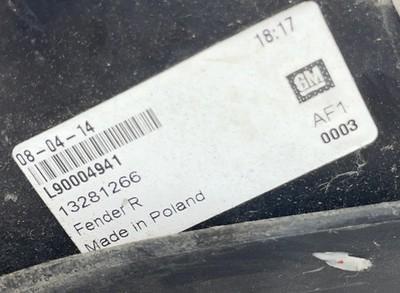 18:17
GM
08-04-14
L90004941
13281266
Fender R
Made in Poland
AF1
0003